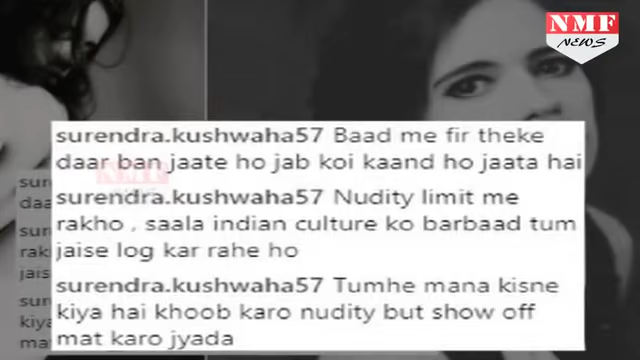 NMF
NEWS
surendra.kushwaha57 Baad me fir theke
daar ban jaate ho jab koi kaand ho jaata hai
surendra.kushwaha57 Nudity limit me
rakho , saala indian culture ko barbaad tum
jaise log kar rahe ho
surendra.kushwaha57 Tumhe mana kisne
kiya hai khoob karo nudity but show off
mat karo jyada